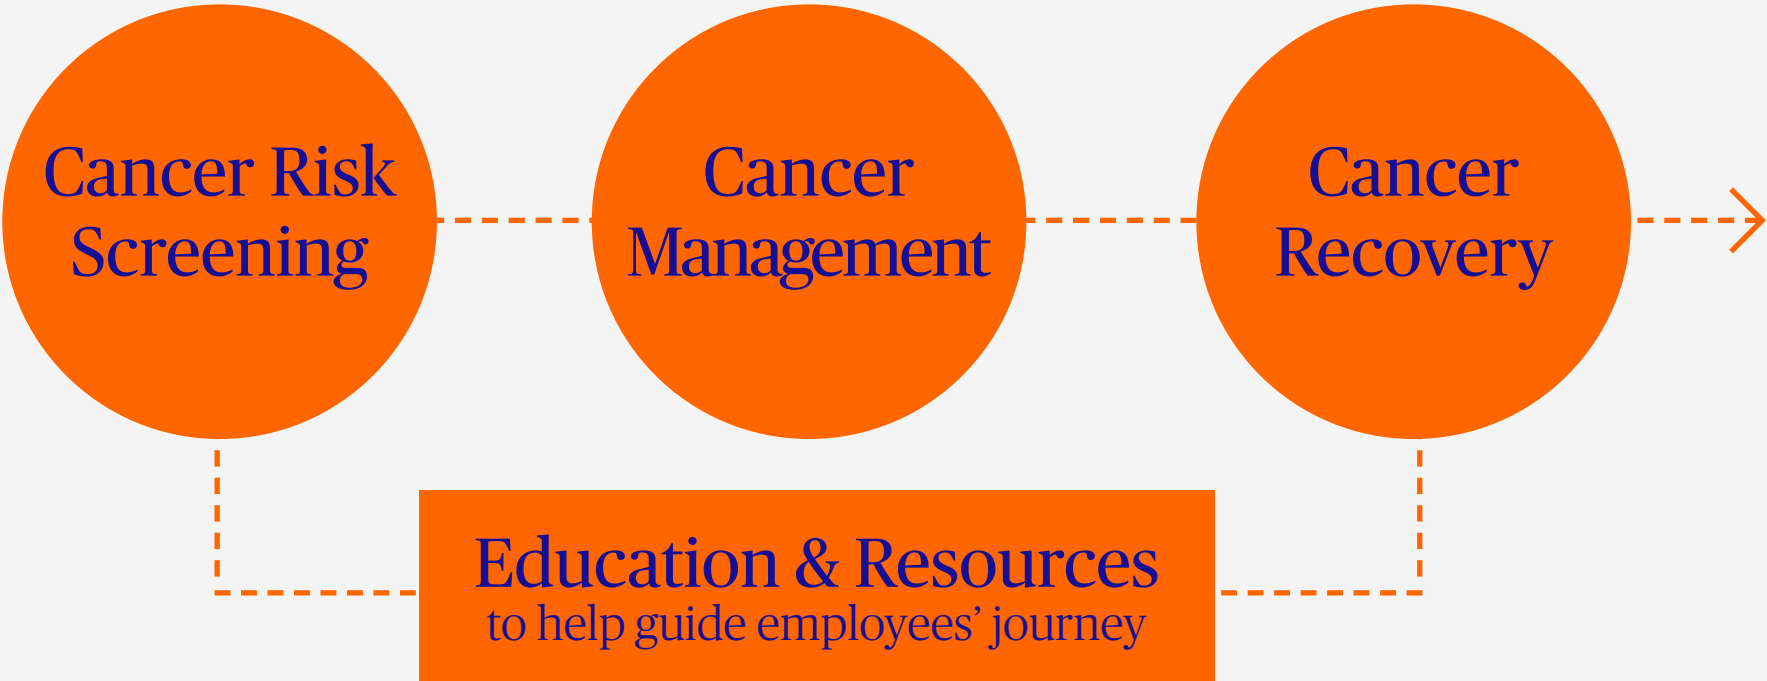 Cancer Risk
Screening
Cancer
Management
Cancer
Recovery
Education & Resources
to help guide employees’ journey